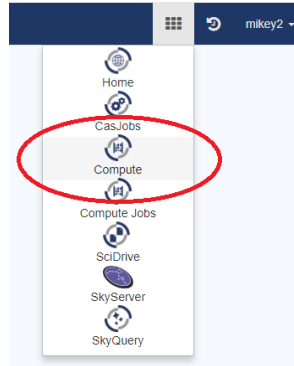 mikey2
Home
CasJobs
Compute
Compute Jobs
SciDrive
SkyServer
SkyQuery